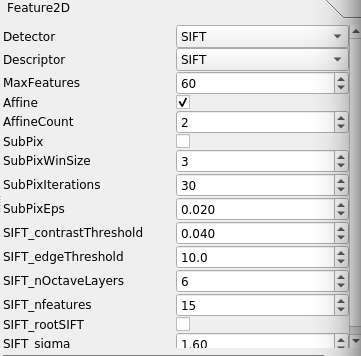 Feature2D
Detector SIFT
Descriptor SIFT
MaxFeatures 60
Affine
AffineCount 2
SubPix
SubPixWinSize 3
SubPixIterations 30
SubPixEps 0.020
SIFT_contrastThreshold 0.040
SIFT_edgeThreshold 10.0
SIFT_nOctaveLayers 6
SIFT_nfeatures 15
SIFT_rootSIFT
SIFT_sigma 1.60